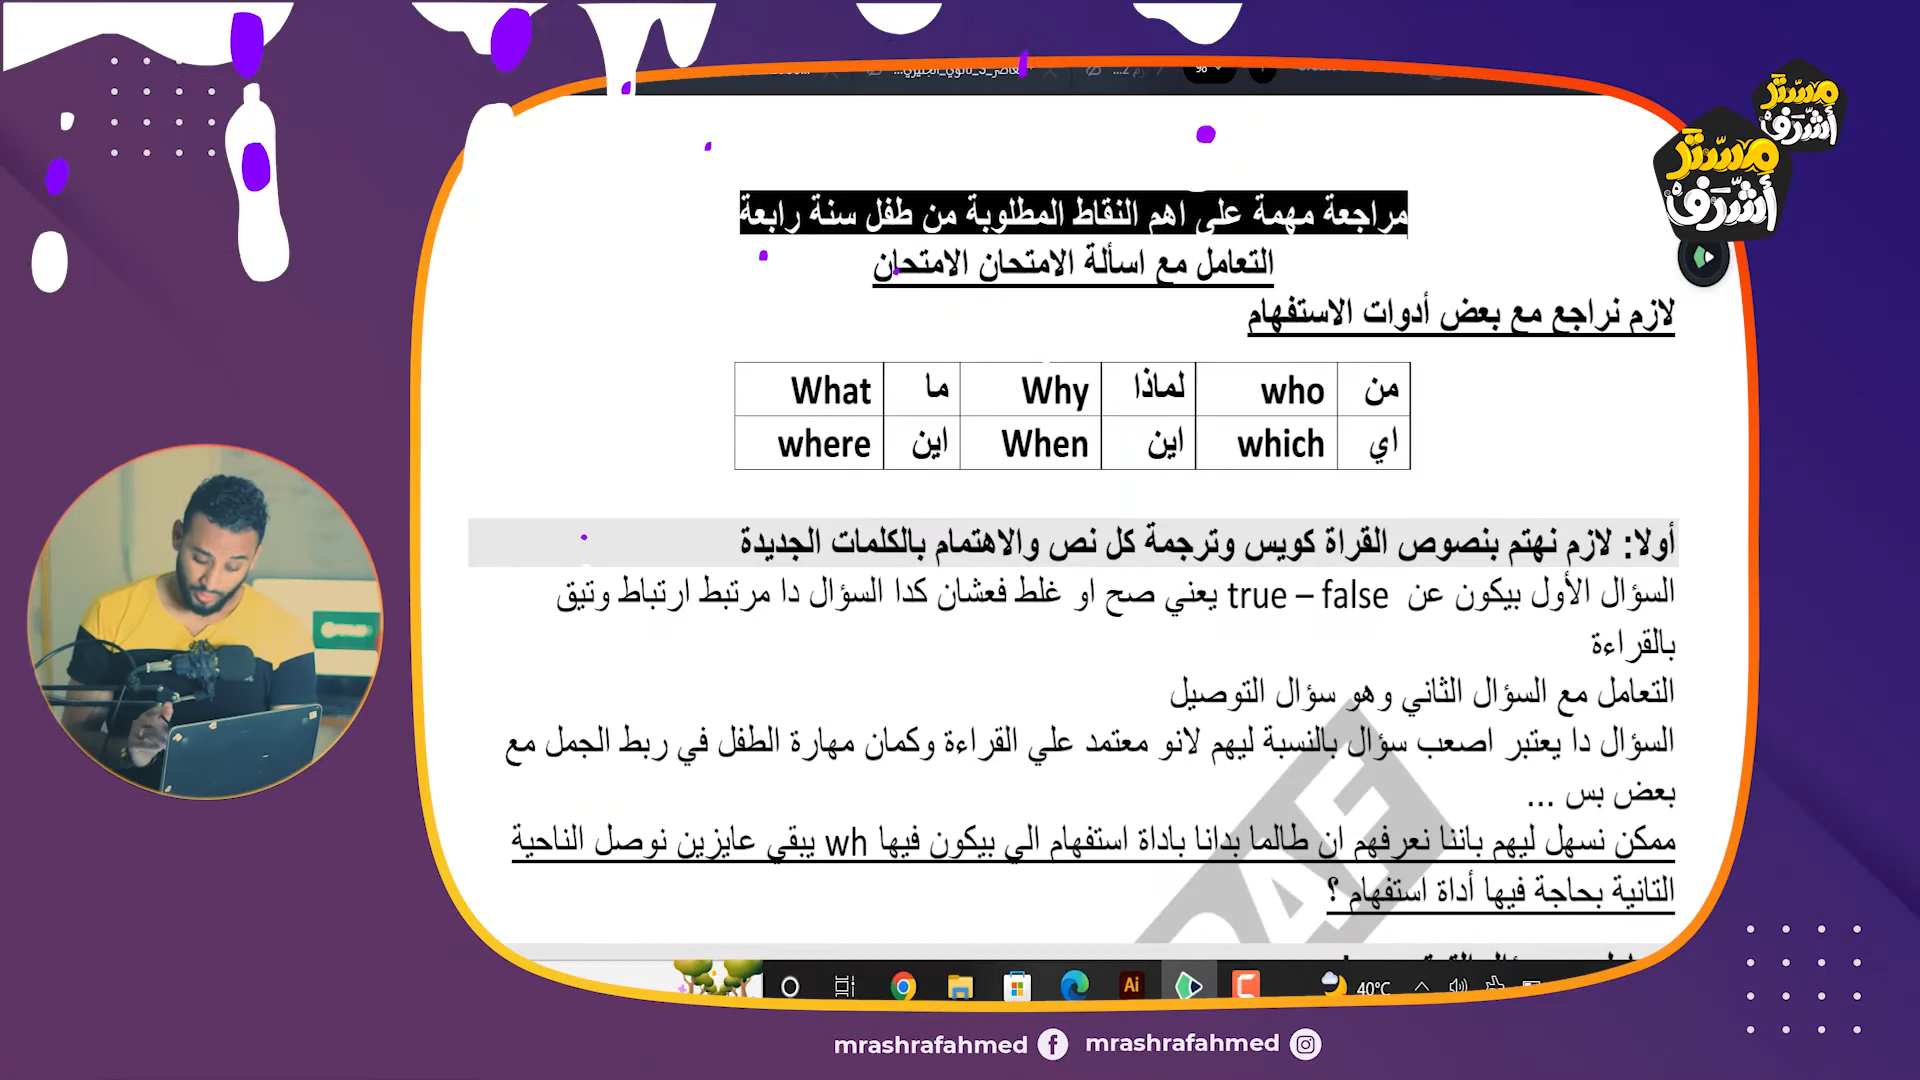 مستر
أشرف
مستر
أشرف
مراجعة مهمة على اهم النقاط المطلوبة من طفل سنة رابعة
التعامل مع اسألة الامتحان الامتحان
لازم نراجع مع بعض أدوات الاستفهام
من who لماذا Why ما What
اي which اين When اين where
أولا: لازم نهتم بنصوص القراة كويس وترجمة كل نص والاهتمام بالكلمات الجديدة
السؤال الأول بيكون عن true – false يعني صح او غلط فعشان كدا السؤال دا مرتبط ارتباط وتيق
بالقراءة
التعامل مع السؤال الثاني وهو سؤال التوصيل
السؤال دا يعتبر اصعب سؤال بالنسبة ليهم لانو معتمد علي القراءة وكمان مهارة الطفل في ربط الجمل مع
بعض بس ...
ممكن نسهل ليهم باننا نعرفهم ان طالما بدانا باداة استفهام الي بيكون فيها wh يبقي عايزين نوصل الناحية
التانية بحاجة فيها أداة استفهام ؟
Ai
40°C
mrashrafahmed mrashrafahmed